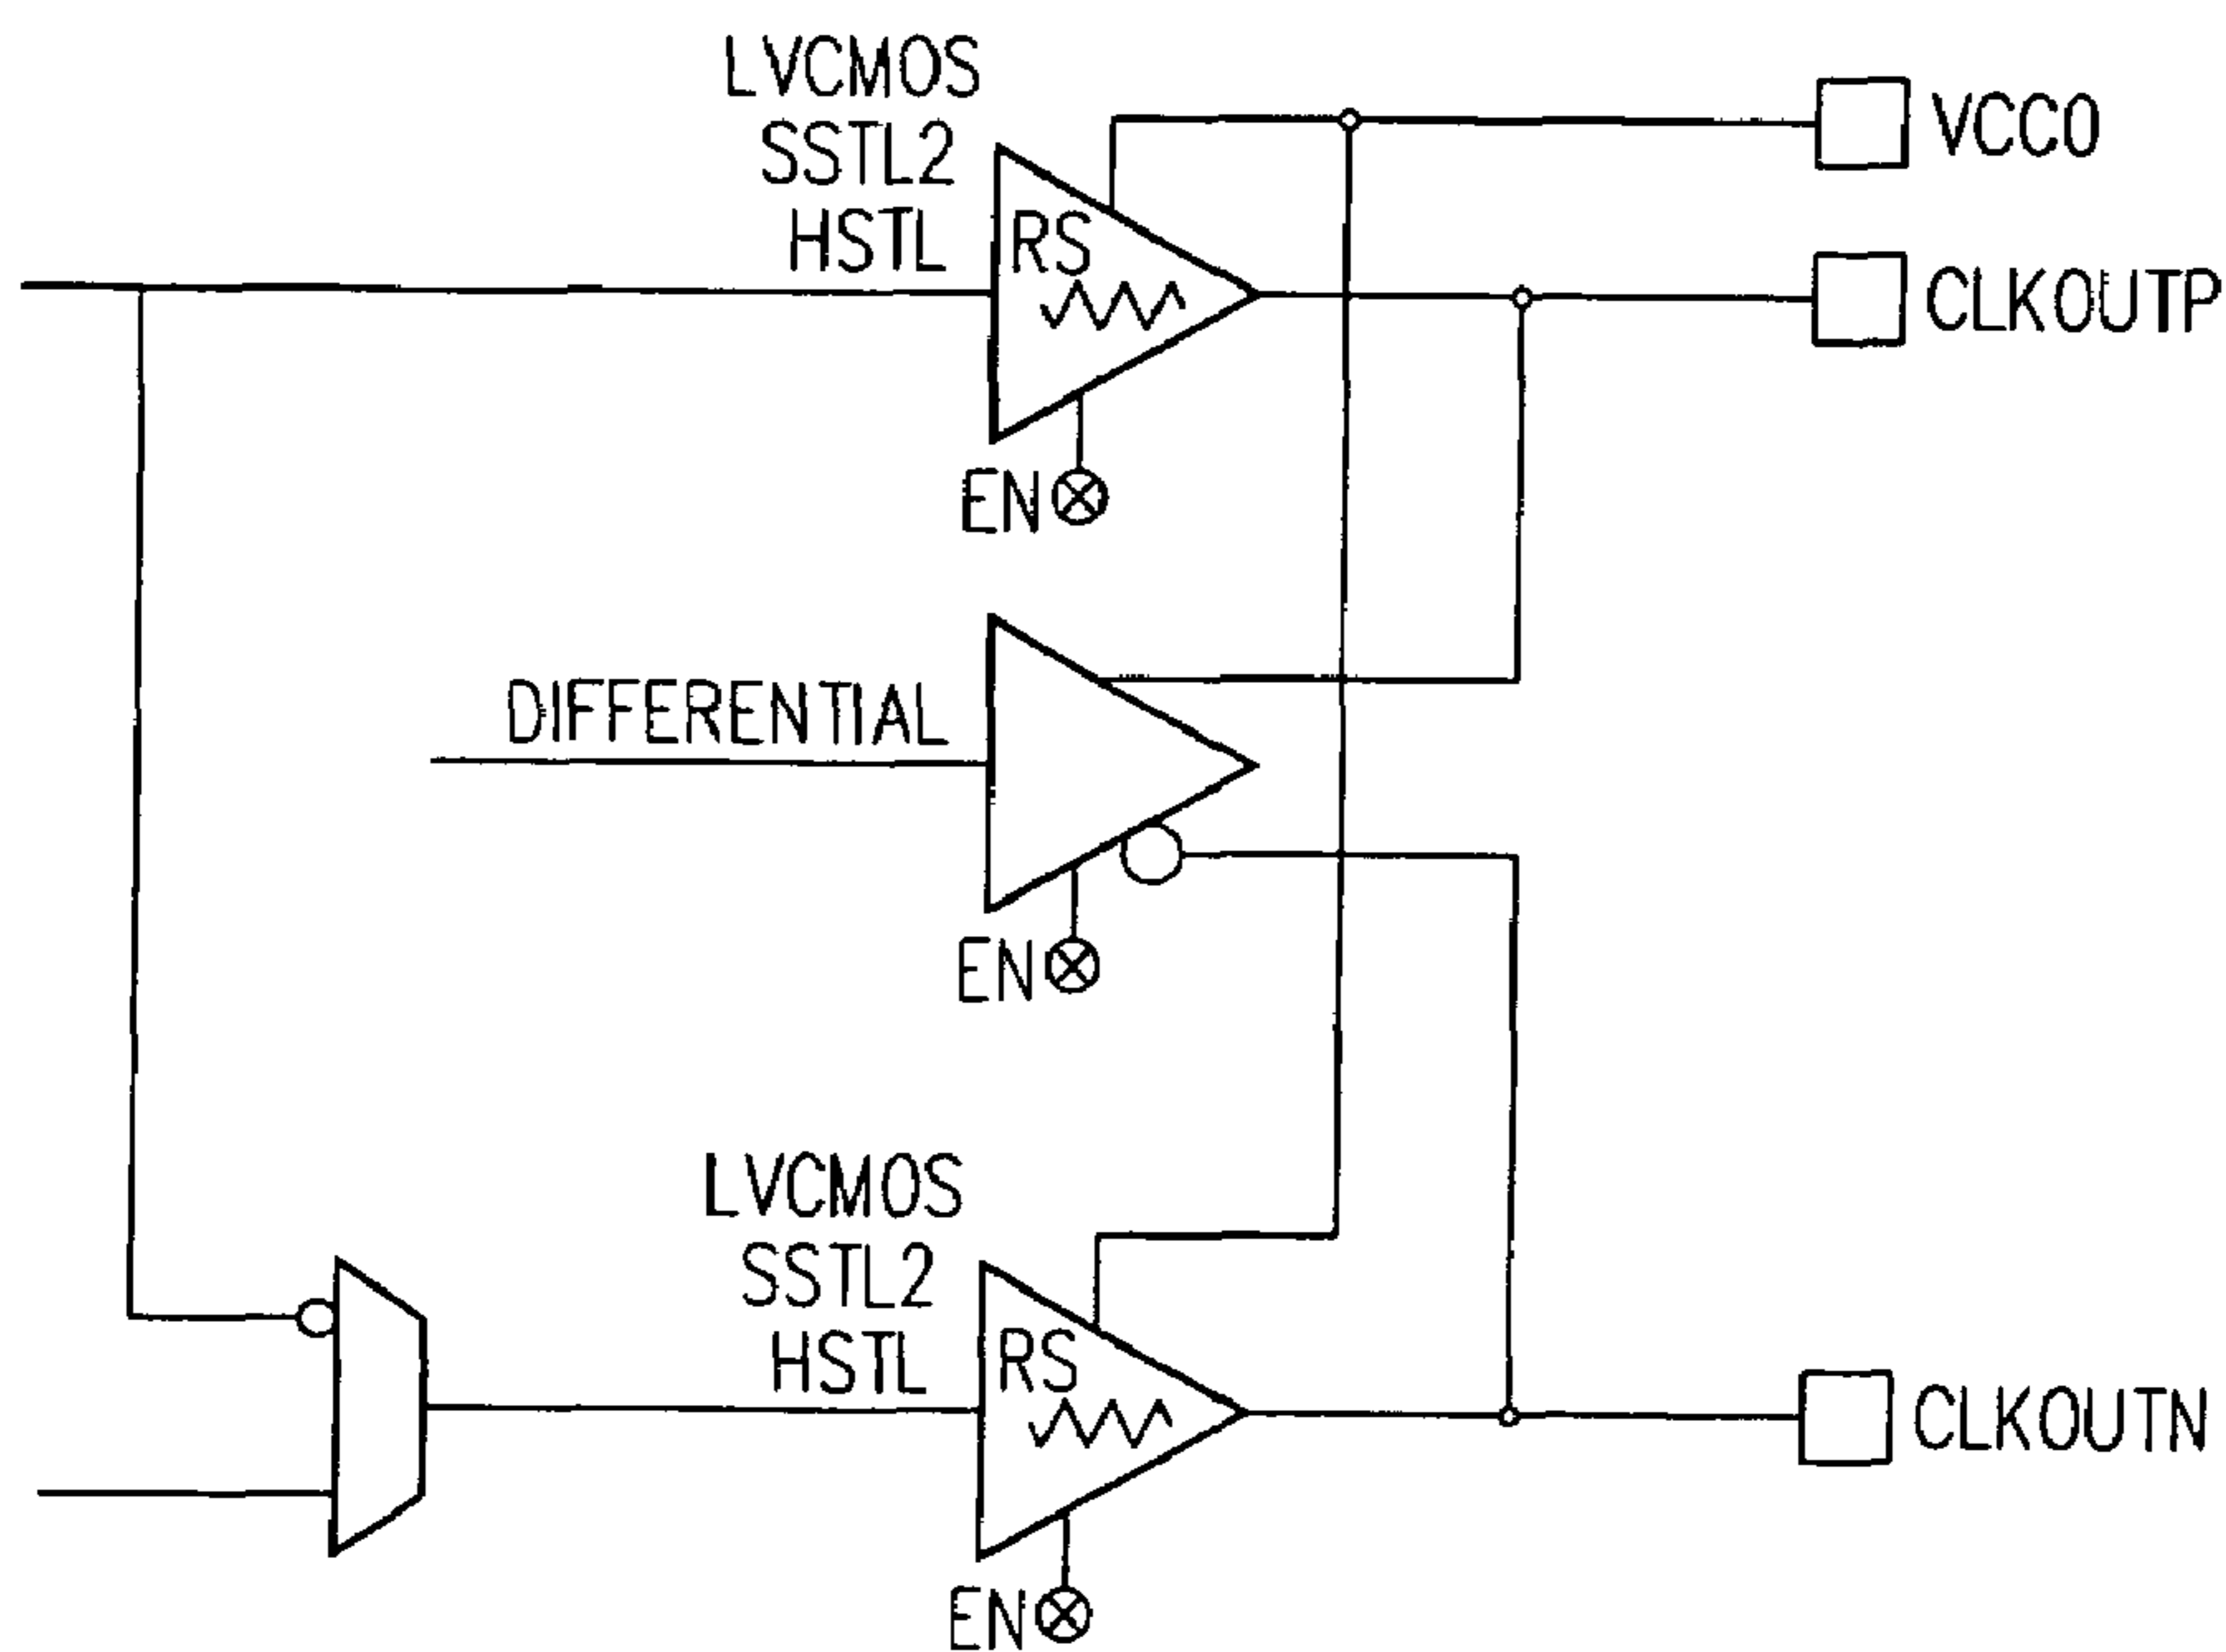 LVCMOS
SSTL2
HSTL
VCCO
RS
CLKOUTP
EN
DIFFERENTIAL
EN
LVCMOS
SSTL2
HSTL
RS
CLKOUTN
EN